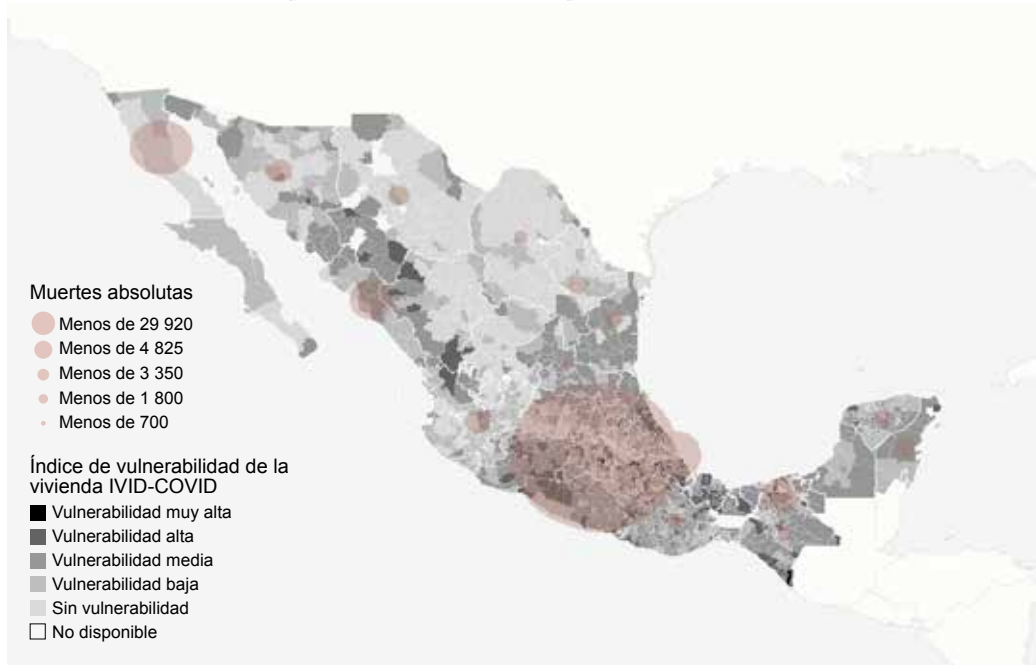 Muertes absolutas
Menos de 29 920
Menos de 4 825
Menos de 3 350
Menos de 1 800
Menos de 700
Índice de vulnerabilidad de la
vivienda IVID-COVID
Vulnerabilidad muy alta
Vulnerabilidad alta
Vulnerabilidad media
Vulnerabilidad baja
Sin vulnerabilidad
No disponible